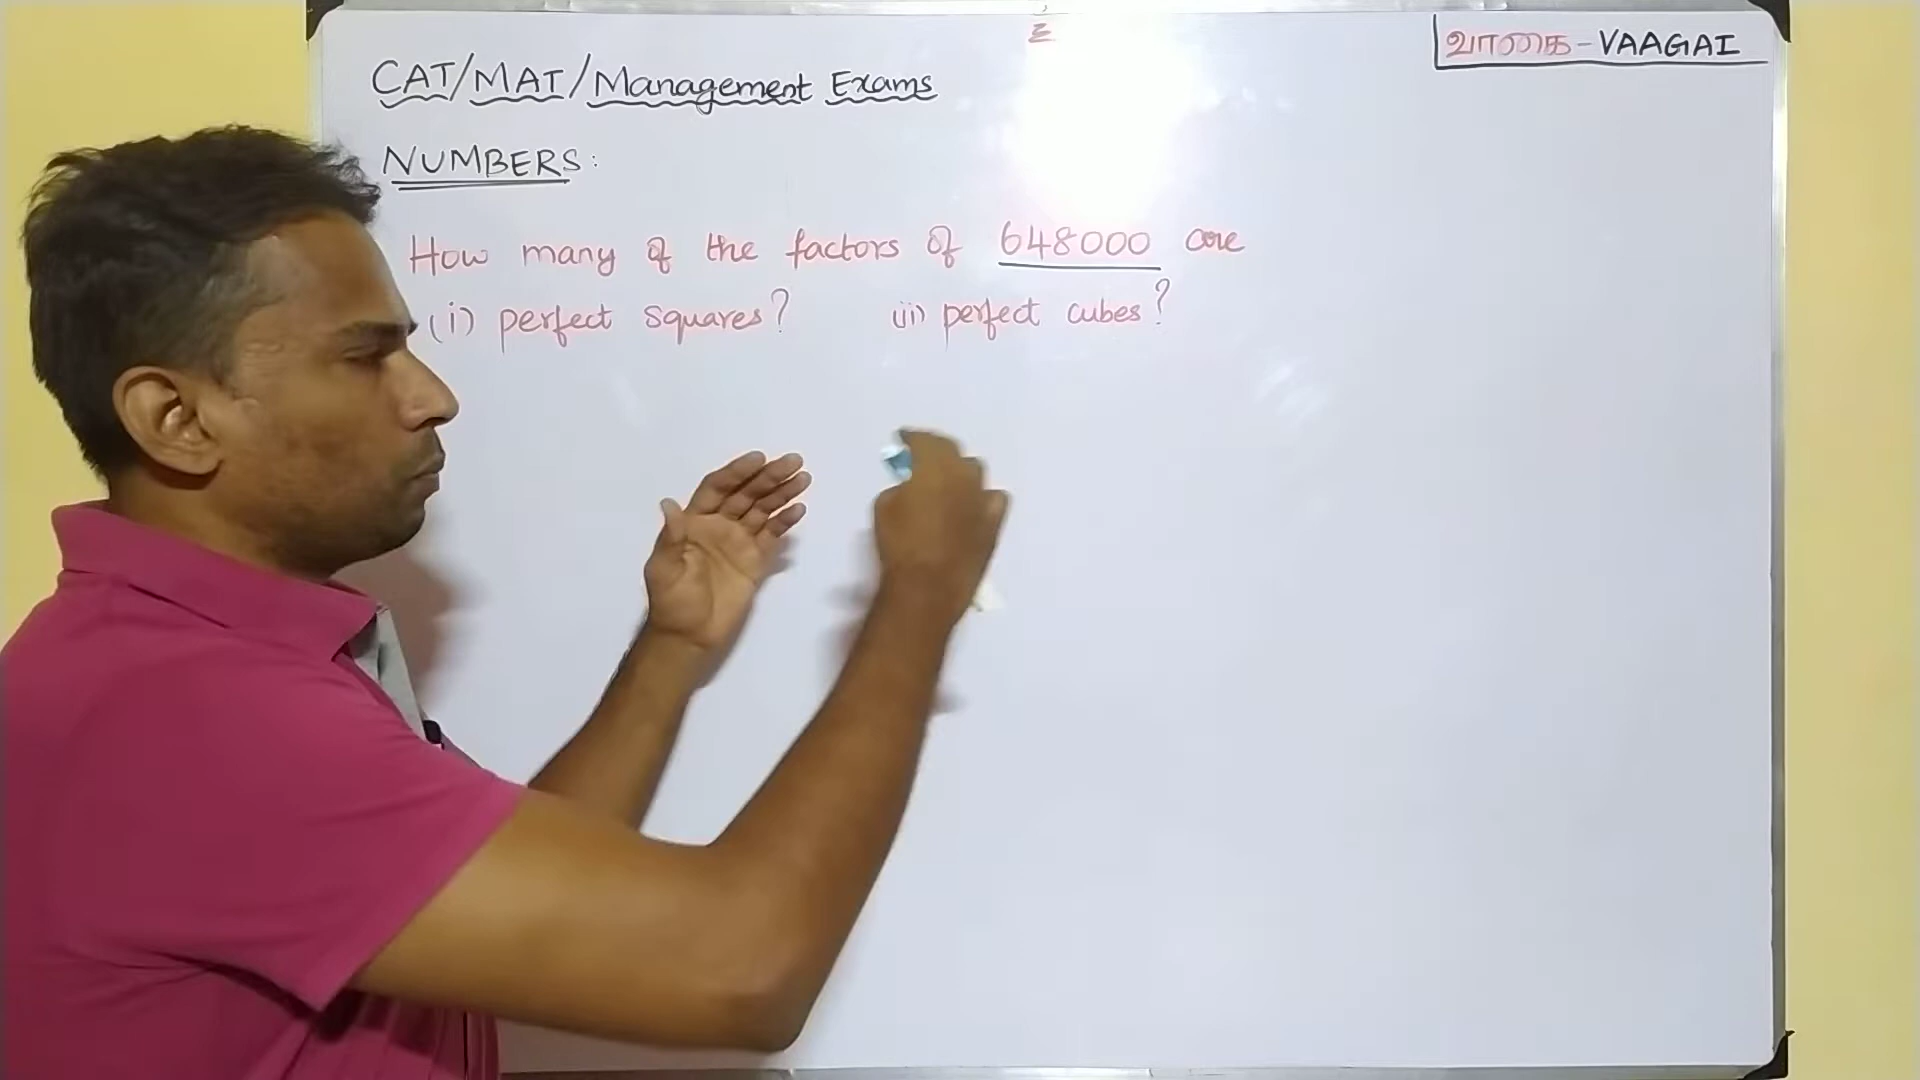 வாகை - VAAGAI
CAT/MAT/Management Exams
NUMBERS:
How many of the factors of 648000 are
(i) perfect squares? (ii) perfect cubes?